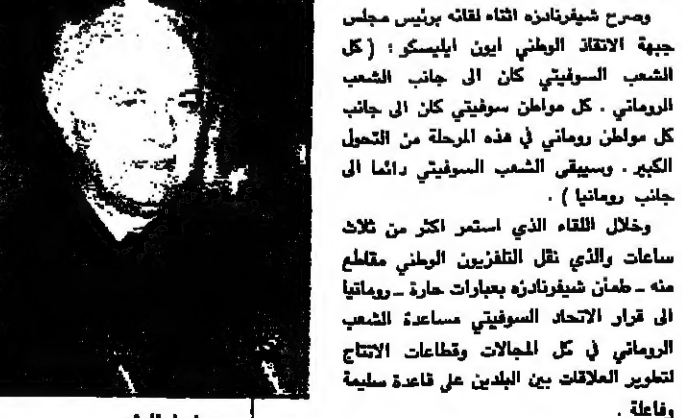 وصرح شيفرنادزه اثناء لقائه برئيس مجلس
جبهة الانقاذ الوطني ايون ايليسكو : ( كل
الشعب السوفيتي كان الى جانب الشعب
الروماني . كل مواطن سوفيتي كان الى جانب
كل مواطن روماني في هذه المرحلة من التحول
الكبير . وسيبقى الشعب السوفيتي دائما الى
جانب رومانيا ) .
وخلال اللقاء الذي استمر اكثر من ثلاث
ساعات والذي نقل التلفزيون الوطني مقاطع
منه ــ طمأن شيفرنادزه بعبارات حارة ــ رومانيا
الى قرار الاتحاد السوفيتي مساعدة الشعب
الروماني في كل المجالات وقطاعات الانتاج
لتطوير العلاقات بين البلدين على قاعدة سليمة
وفاعلة .